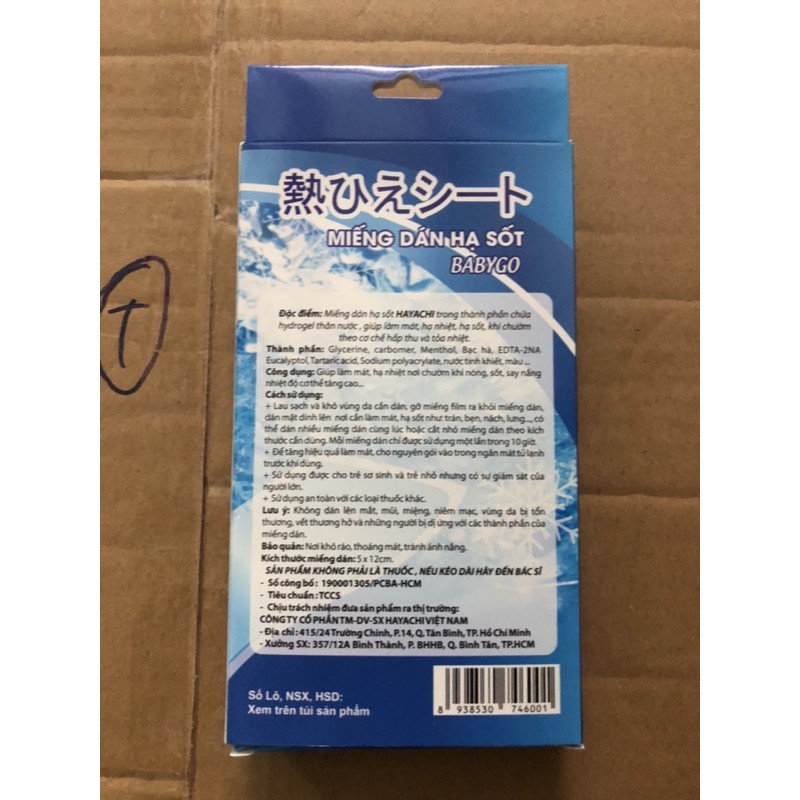 熱ひえシート
MIẾNG DÁN HẠ SỐT
BABYGO
Đặc điểm: Miếng dán hạ sốt HAYACHI trong thành phần chứa
hydrogel thân nước, giúp làm mát, hạ nhiệt, hạ sốt, khi chườm
theo cơ chế hấp thu và tỏa nhiệt.
Thành phần: Glycerine, carbomer, Menthol, Bạc hà, EDTA-2NA
Eucalyptol, Tartaric acid, Sodium polyacrylate, nước tinh khiết, màu ...
Công dụng: Giúp làm mát, hạ nhiệt nơi chườm khi nóng, sốt, say nắng
nhiệt độ cơ thể tăng cao...
Cách sử dụng:
+ Lau sạch và khô vùng da cần dán, gỡ miếng film ra khỏi miếng dán,
dán mặt dính lên nơi cần làm mát, hạ sốt như: trán, bẹn, nách, lưng..., có
thể dán nhiều miếng dán cùng lúc hoặc cắt nhỏ miếng dán theo kích
thước cần dùng. Mỗi miếng dán chỉ được sử dụng một lần trong 10 giờ.
+ Để tăng hiệu quả làm mát, cho nguyên gói vào trong ngăn mát tủ lạnh
trước khi dùng.
+ Sử dụng được cho trẻ sơ sinh và trẻ nhỏ nhưng có sự giám sát của
người lớn.
+ Sử dụng an toàn với các loại thuốc khác.
Lưu ý: Không dán lên mắt, mũi, miệng, niêm mạc, vùng da bị tổn
thương, vết thương hở và những người bị dị ứng với các thành phần của
miếng dán.
Bảo quản: Nơi khô ráo, thoáng mát, tránh ánh nắng.
Kích thước miếng dán: 5 x 12cm.
SẢN PHẨM KHÔNG PHẢI LÀ THUỐC , NẾU KÉO DÀI HÃY ĐẾN BÁC SĨ
- Số công bố : 190001305/PCBA-HCM
- Tiêu chuẩn : TCCS
- Chịu trách nhiệm đưa sản phẩm ra thị trường:
CÔNG TY CỔ PHẦN TM-DV-SX HAYACHI VIỆT NAM
- Địa chỉ : 415/24 Trường Chinh, P.14, Q. Tân Bình, TP. Hồ Chí Minh
- Xưởng SX: 357/12A Bình Thành, P. BHHB, Q. Bình Tân, TP.HCM
Số Lô, NSX, HSD:
Xem trên túi sản phẩm
8 938530 746001